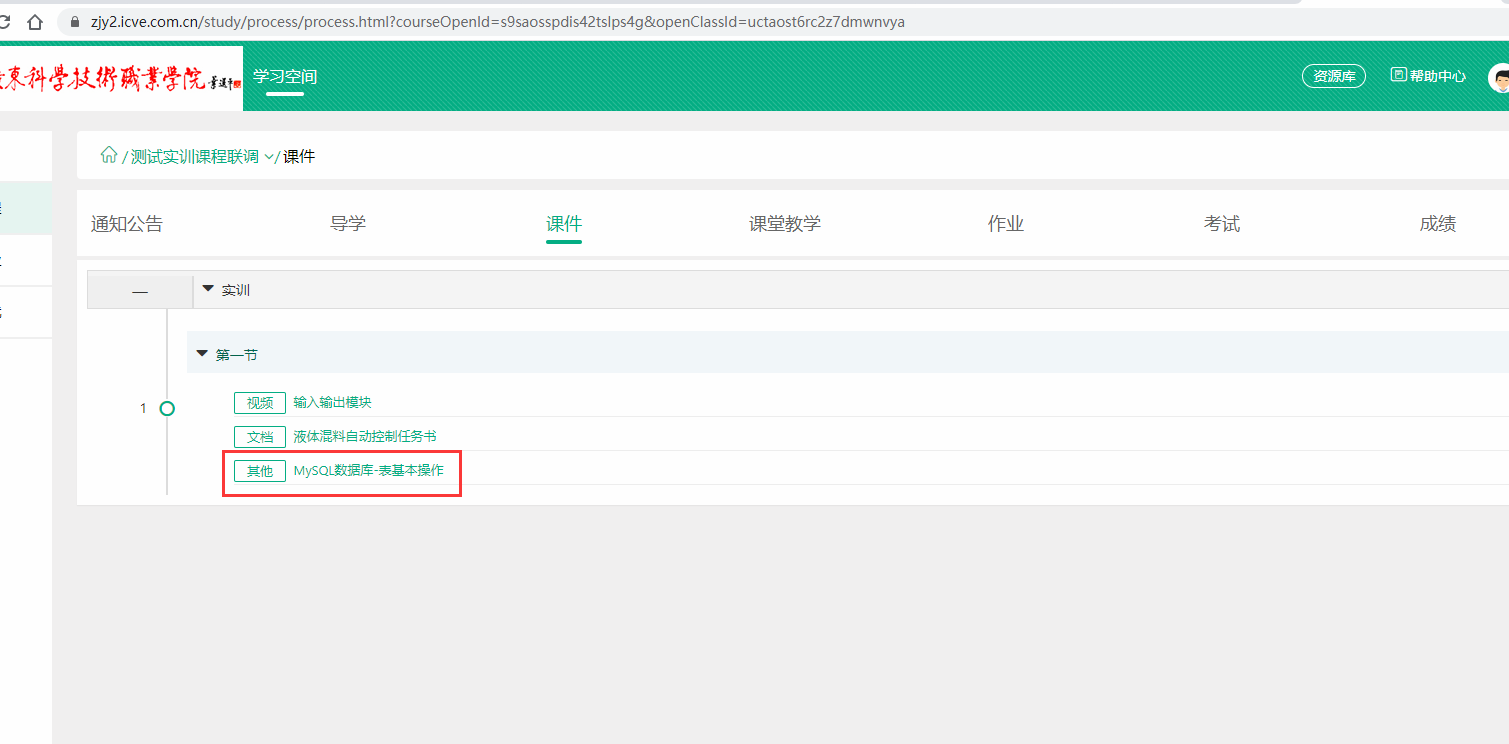 zjy2.icve.com.cn/study/process/process.html?courseOpenId=s9saosspdis42tslps4g&openClassId=uctaost6rc2z7dmwnvya
東科學技術職業學院
学习空间
资源库
帮助中心
/测试实训课程联调
/课件
通知公告
导学
课件
课堂教学
作业
考试
成绩
—
实训
第一节
1
视频 输入输出模块
文档 液体混料自动控制任务书
其他 MySQL数据库-表基本操作